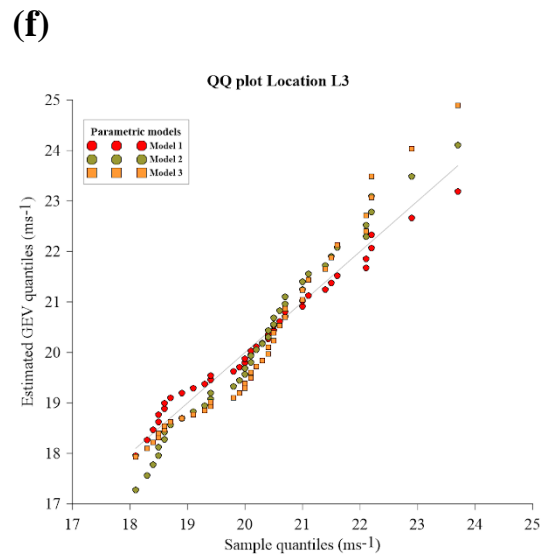 (f)
QQ plot Location L3
25
24
23
22
21
20
19
18
17
Estimated GEV quantiles (ms⁻¹)
Parametric models
Model 1
Model 2
Model 3
17 18 19 20 21 22 23 24 25
Sample quantiles (ms⁻¹)